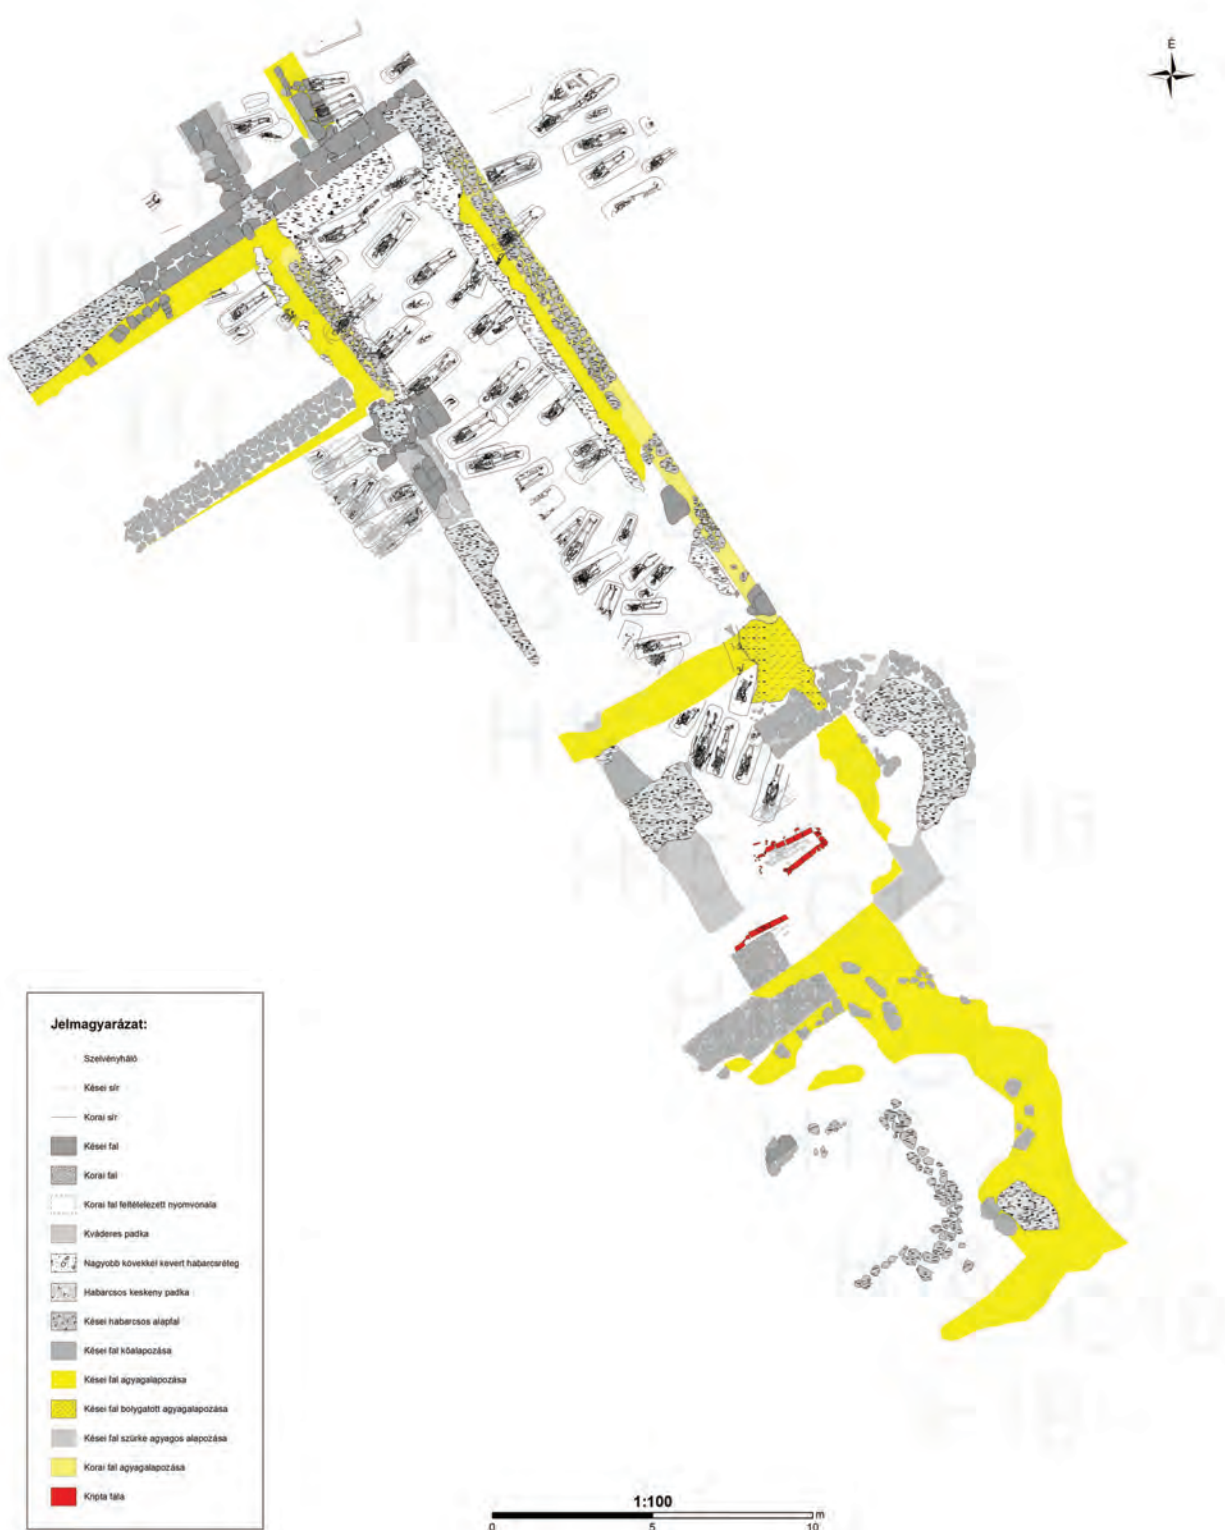 É
Jelmagyarázat:
Szelvényháló
Kései sír
Korai sír
Kései fal
Korai fal
Korai fal feltételezett nyomvonala
Kváderes padka
Nagyobb kövekkel kevert habarcsréteg
Habarcsos keskeny padka
Kései habarcsos alapfal
Kései fal kőalapozása
Kései fal agyagalapozása
Kései fal bolygatott agyagalapozása
Kései fal szürke agyagos alapozása
Korai fal agyagalapozása
Kripta fala
1:100
m
0 5 10